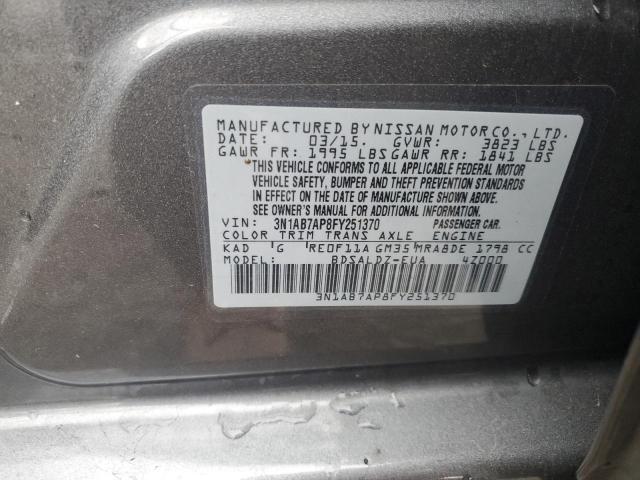 MANUFACTURED BY NISSAN MOTOR CO., LTD.
DATE: 03/15. GVWR: 3823 LBS
GAWR FR: 1995 LBS GAWR RR: 1841 LBS
THIS VEHICLE CONFORMS TO ALL APPLICABLE FEDERAL MOTOR
VEHICLE SAFETY, BUMPER AND THEFT PREVENTION STANDARDS
IN EFFECT ON THE DATE OF MANUFACTURE SHOWN ABOVE.
SEE OWNER'S MANUAL FOR ADDITIONAL INFORMATION.
VIN: 3N1AB7AP8FY251370 PASSENGER CAR.
COLOR TRIM TRANS AXLE ENGINE
KAD G RE0F11A GM35 MRA8DE 1798 CC
MODEL: BDSALDZ-EUA 4Z000
3N1AB7AP8FY251370